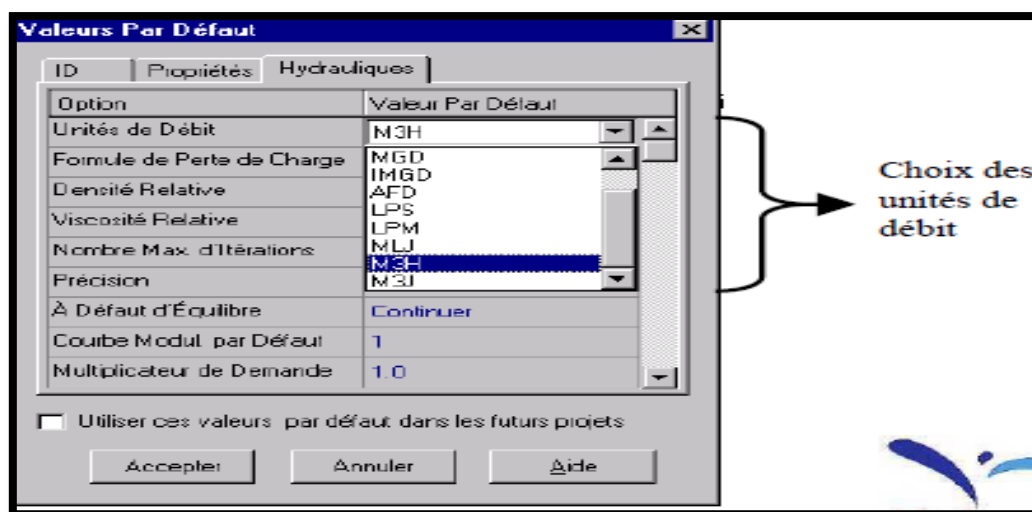 Valeurs Par Défaut
ID Propriétés Hydrauliques
Option Valeur Par Défaut
Unités de Débit M3H
Formule de Perte de Charge
MGD
IMGD
Densité Relative
AFD
LPS
Viscosité Relative
LPM
Nombre Max. d'Itérations
MLJ
M3H
Précision
M3J
À Défaut d'Équilibre Continuer
Courbe Modul. par Défaut 1
Multiplicateur de Demande 1.0
Utiliser ces valeurs par défaut dans les futurs projets
Accepter Annuler Aide
Choix des
unités de
débit